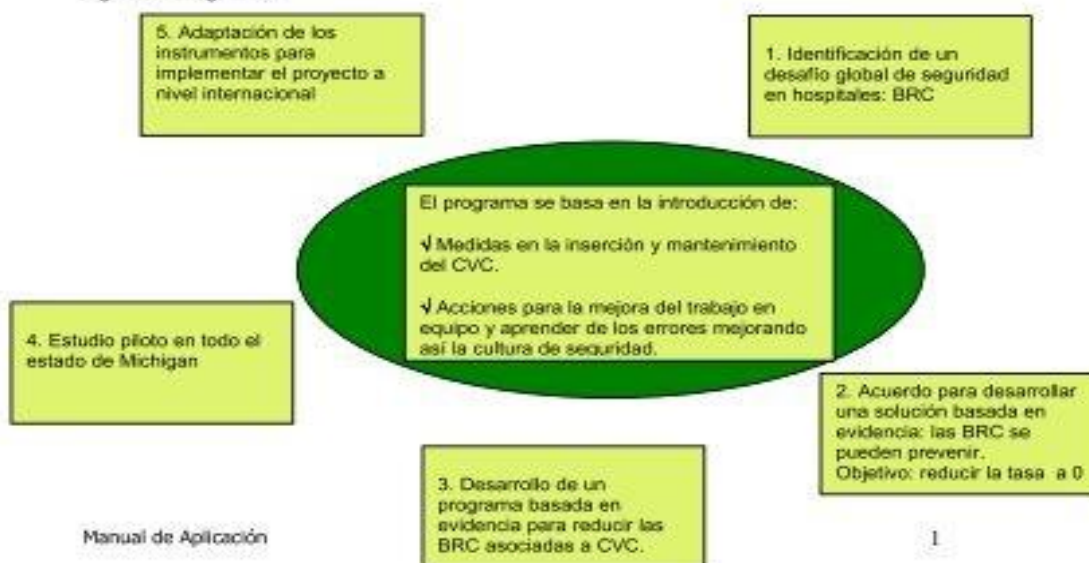 5. Adaptación de los
instrumentos para
implementar el proyecto a
nivel internacional
1. Identificación de un
desafío global de seguridad
en hospitales: BRC
El programa se basa en la introducción de:
√ Medidas en la inserción y mantenimiento
del CVC.
√ Acciones para la mejora del trabajo en
equipo y aprender de los errores mejorando
así la cultura de seguridad.
4. Estudio piloto en todo el
estado de Michigan
2. Acuerdo para desarrollar
una solución basada en
evidencia: las BRC se
pueden prevenir.
Objetivo: reducir la tasa a 0
3. Desarrollo de un
programa basada en
evidencia para reducir las
BRC asociadas a CVC.
Manual de Aplicación
1